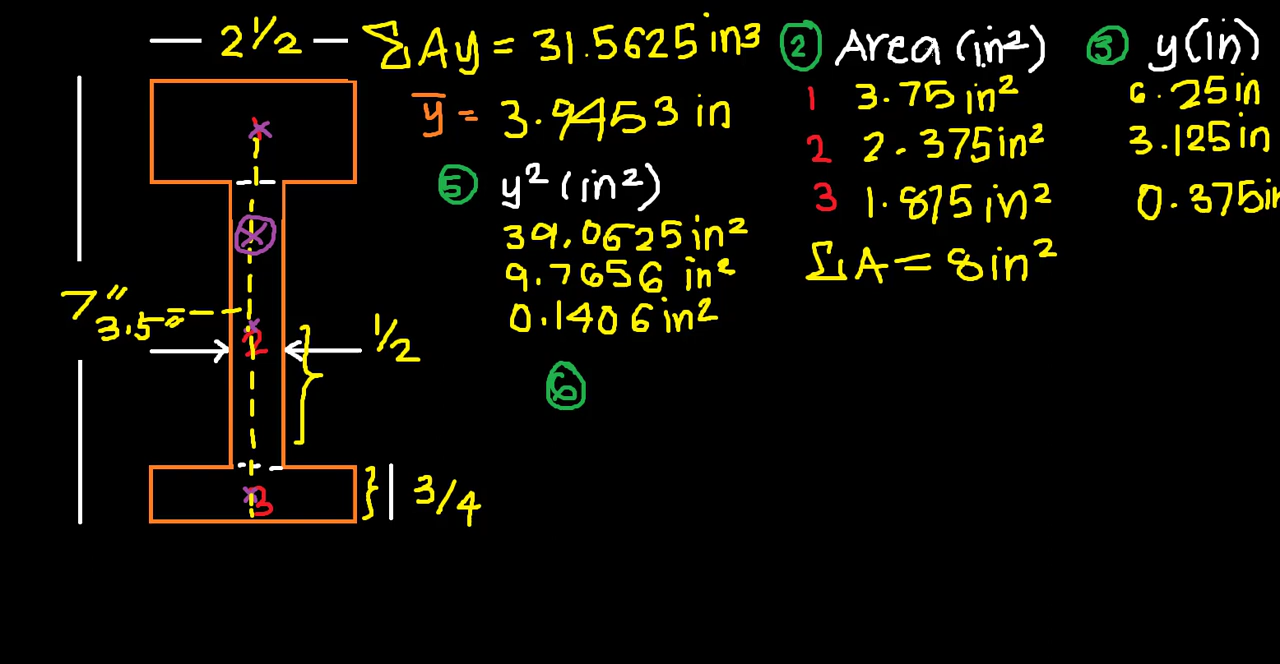 2 1/2
ΣAy = 31.5625 in3
y̅ = 3.9453 in
5 y² (in²)
39.0625 in²
9.7656 in²
0.1406 in²
6
2 Area (in²)
1 3.75 in²
2 2.375 in²
3 1.875 in²
ΣA = 8 in²
3 y (in)
6.25 in
3.125 in
0.375 in
1
7"
3.5"
2
1/2
3
3/4